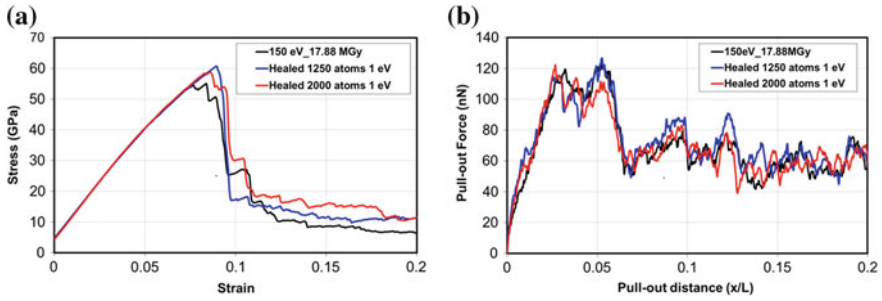 (a)
Stress (GPa)
70
60
50
40
30
20
10
0
150 eV_17.88 MGy
Healed 1250 atoms 1 eV
Healed 2000 atoms 1 eV
0
0.05
0.1
0.15
0.2
Strain
(b)
Pull-out Force (nN)
140
120
100
80
60
40
20
0
150eV_17.88MGy
Healed 1250 atoms 1 eV
Healed 2000 atoms 1 eV
0
0.05
0.1
0.15
0.2
Pull-out distance (x/L)